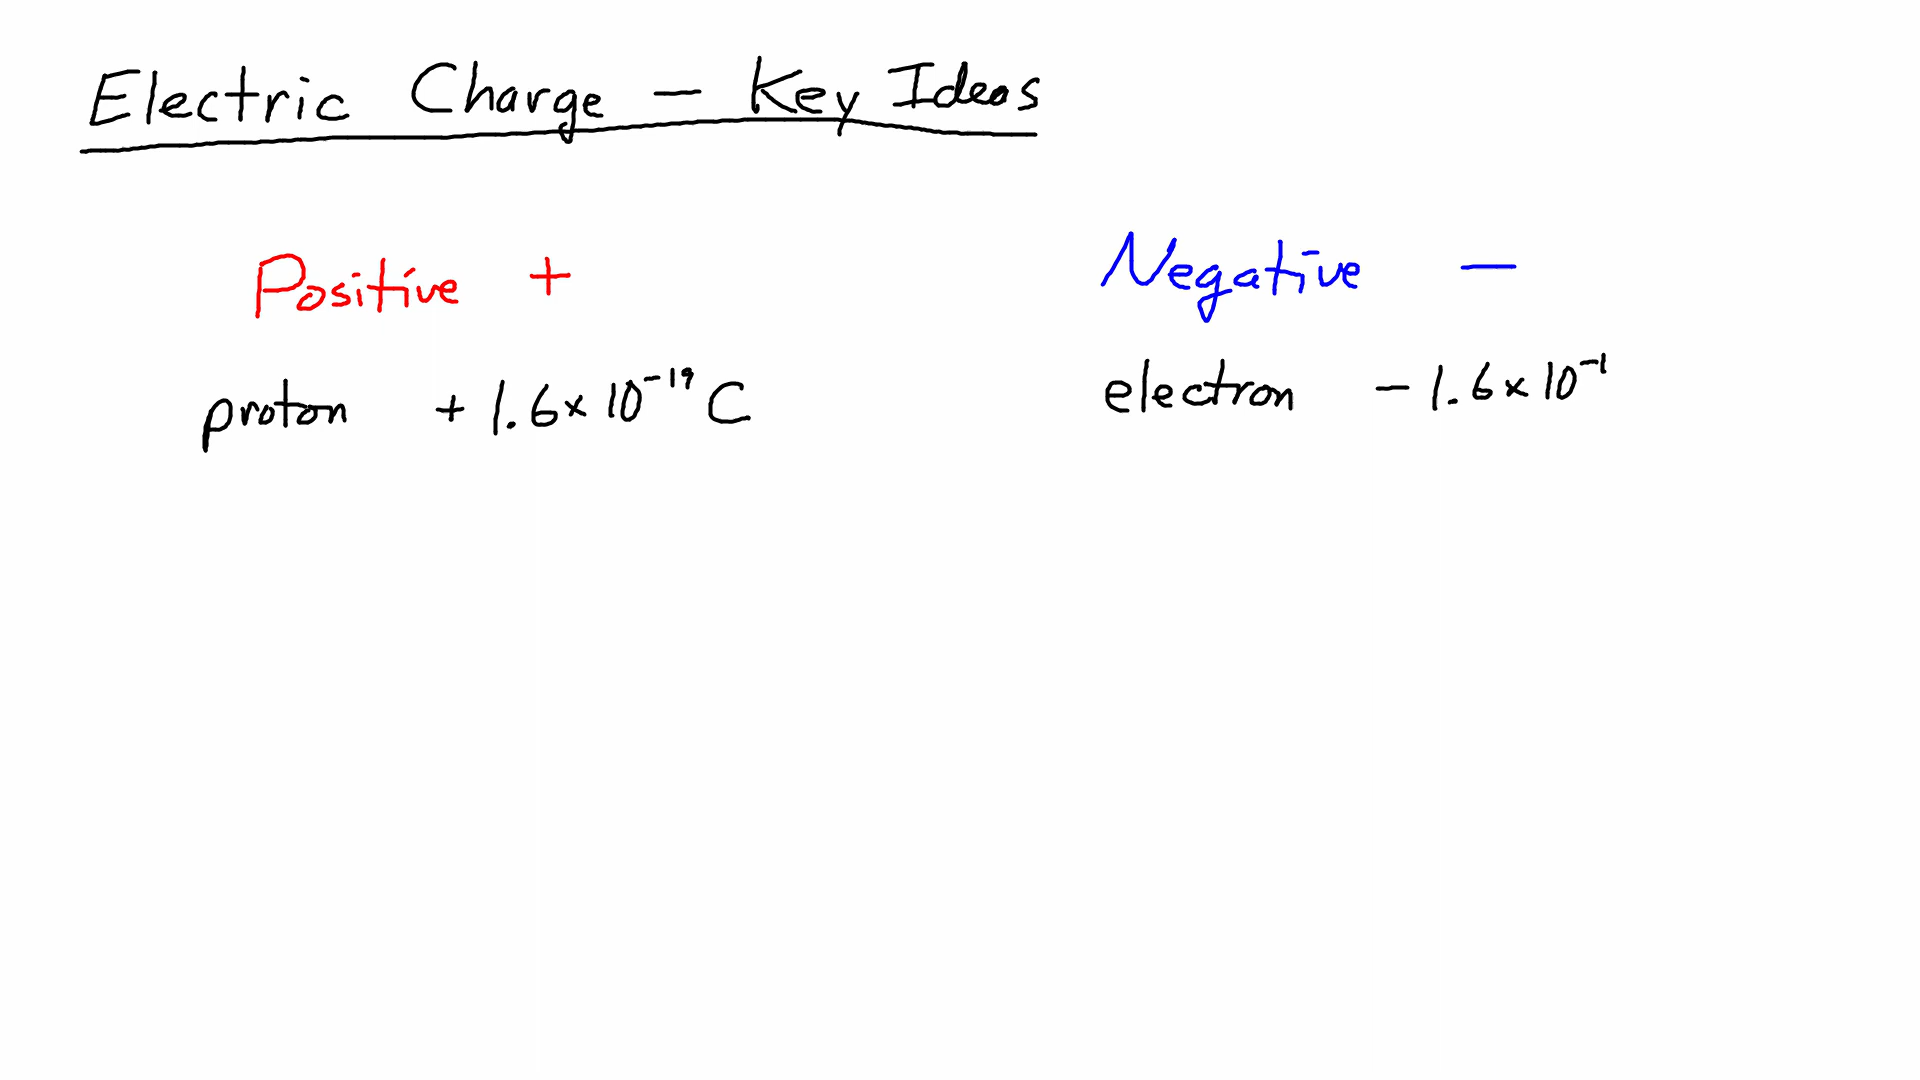 Electric Charge – Key Ideas
Positive +
Negative –
proton + 1.6 × 10⁻¹⁹ C
electron – 1.6 × 10⁻¹